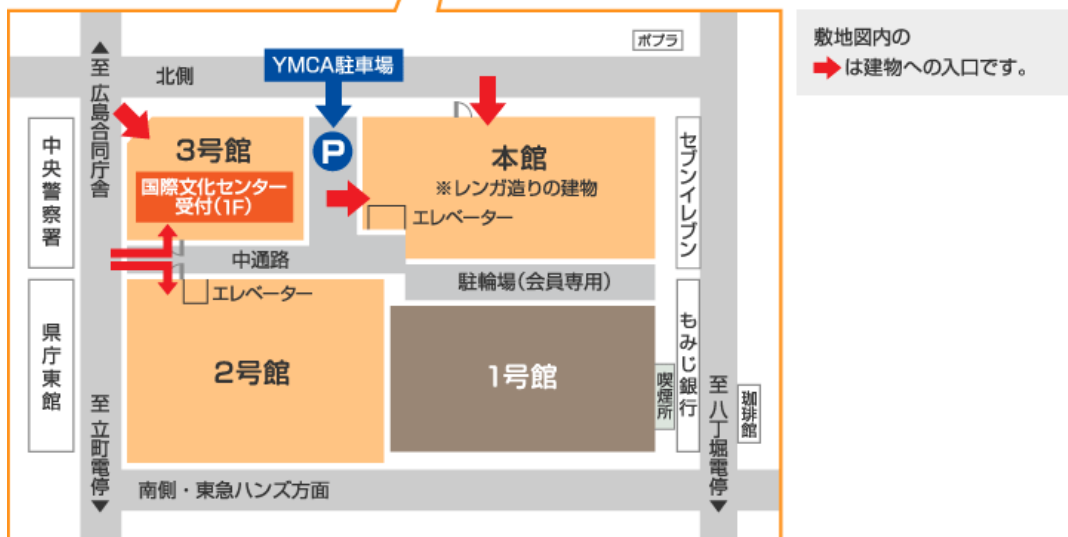 ポプラ
敷地図内の
➡は建物への入口です。
▲至 広島合同庁舎
北側
YMCA駐車場
P
中央警察署
3号館
国際文化センター
受付(1F)
本館
※レンガ造りの建物
エレベーター
セブンイレブン
中通路
駐輪場(会員専用)
エレベーター
県庁東館
2号館
1号館
喫煙所
もみじ銀行
至 立町電停▼
至 八丁堀電停▼
珈琲館
南側・東急ハンズ方面